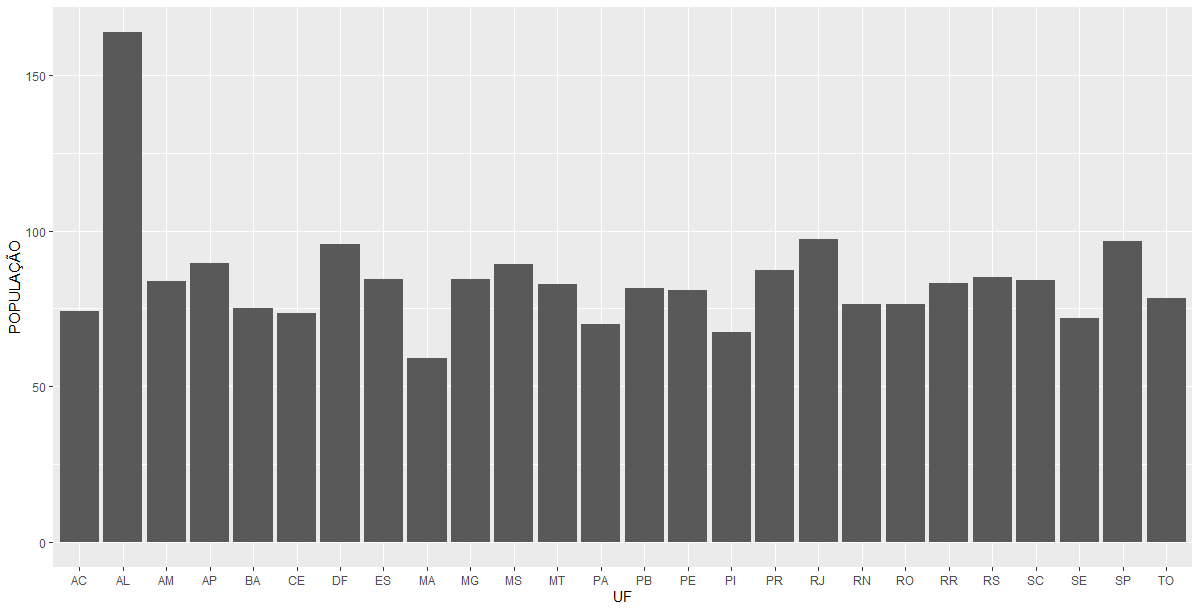 150
100
50
0
POPULAÇÃO
AC AL AM AP BA CE DF ES MA MG MS MT PA PB PE PI PR RJ RN RO RR RS SC SE SP TO
UF